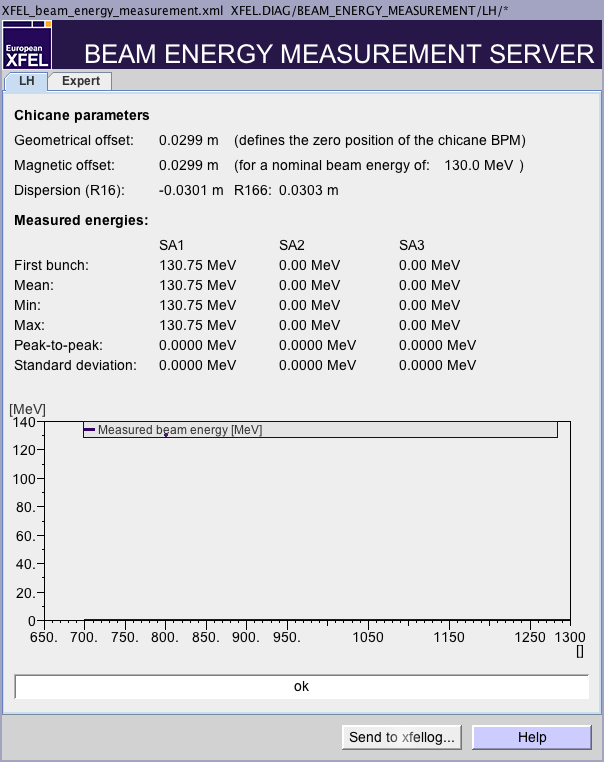 XFEL_beam_energy_measurement.xml XFEL.DIAG/BEAM_ENERGY_MEASUREMENT/LH/*
European
XFEL
BEAM ENERGY MEASUREMENT SERVER
LH Expert
Chicane parameters
Geometrical offset: 0.0299 m (defines the zero position of the chicane BPM)
Magnetic offset: 0.0299 m (for a nominal beam energy of: 130.0 MeV )
Dispersion (R16): -0.0301 m R166: 0.0303 m
Measured energies:
SA1 SA2 SA3
First bunch: 130.75 MeV 0.00 MeV 0.00 MeV
Mean: 130.75 MeV 0.00 MeV 0.00 MeV
Min: 130.75 MeV 0.00 MeV 0.00 MeV
Max: 130.75 MeV 0.00 MeV 0.00 MeV
Peak-to-peak: 0.0000 MeV 0.0000 MeV 0.0000 MeV
Standard deviation: 0.0000 MeV 0.0000 MeV 0.0000 MeV
[MeV]
140
Measured beam energy [MeV]
120
100
80.
60.
40.
20.
0
650. 700. 750. 800. 850. 900. 950. 1050 1150 1250 1300
[]
ok
Send to xfellog... Help